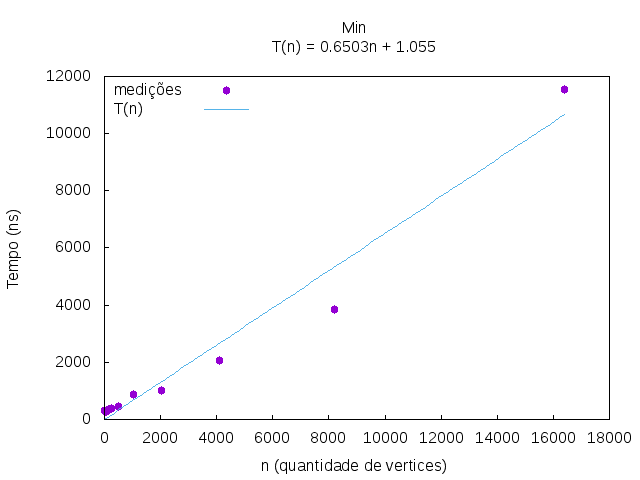 Min
T(n) = 0.6503n + 1.055
12000
medições
T(n)
10000
8000
6000
4000
2000
0
Tempo (ns)
0 2000 4000 6000 8000 10000 12000 14000 16000 18000
n (quantidade de vertices)